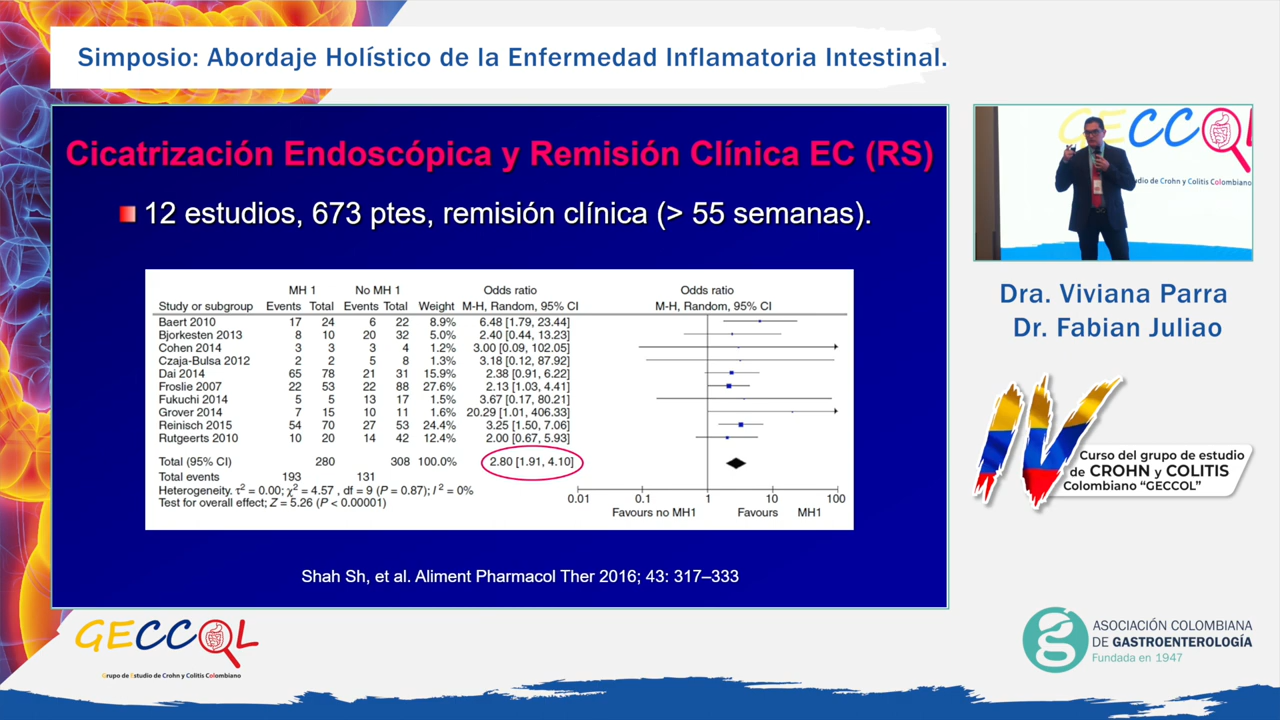 Simposio: Abordaje Holístico de la Enfermedad Inflamatoria Intestinal.
Cicatrización Endoscópica y Remisión Clínica EC (RS)
12 estudios, 673 ptes, remisión clínica (> 55 semanas).
MH 1 No MH 1 Odds ratio Odds ratio
Study or subgroup Events Total Events Total Weight M-H, Random, 95% CI M-H, Random, 95% CI
Baert 2010 17 24 6 22 8.9% 6.48 [1.79, 23.44]
Bjorkesten 2013 8 10 20 32 5.0% 2.40 [0.44, 13.23]
Cohen 2014 3 3 3 4 1.2% 3.00 [0.09, 102.05]
Czaja-Bulsa 2012 2 2 5 8 1.3% 3.18 [0.12, 87.92]
Dai 2014 65 78 21 31 15.9% 2.38 [0.91, 6.22]
Froslie 2007 22 53 22 88 27.6% 2.13 [1.03, 4.41]
Fukuchi 2014 5 5 13 17 1.5% 3.67 [0.17, 80.21]
Grover 2014 7 15 10 11 1.6% 20.29 [1.01, 406.33]
Reinisch 2015 54 70 27 53 24.4% 3.25 [1.50, 7.06]
Rutgeerts 2010 10 20 14 42 12.4% 2.00 [0.67, 5.93]
Total (95% CI) 280 308 100.0% 2.80 [1.91, 4.10]
Total events 193 131
Heterogeneity. τ² = 0.00; χ² = 4.57 , df = 9 (P = 0.87); I ² = 0%
Test for overall effect; Z = 5.26 (P < 0.00001)
0.01 0.1 1 10 100
Favours no MH1 Favours MH1
Shah Sh, et al. Aliment Pharmacol Ther 2016; 43: 317–333
GECCOL
de Crohn y Colitis Colombiano
Dra. Viviana Parra
Dr. Fabian Juliao
IV
Curso del grupo de estudio
de CROHN y COLITIS
Colombiano “GECCOL”
GECCOL
Grupo de Estudio de Crohn y Colitis Colombiano
ASOCIACIÓN COLOMBIANA
DE GASTROENTEROLOGÍA
Fundada en 1947